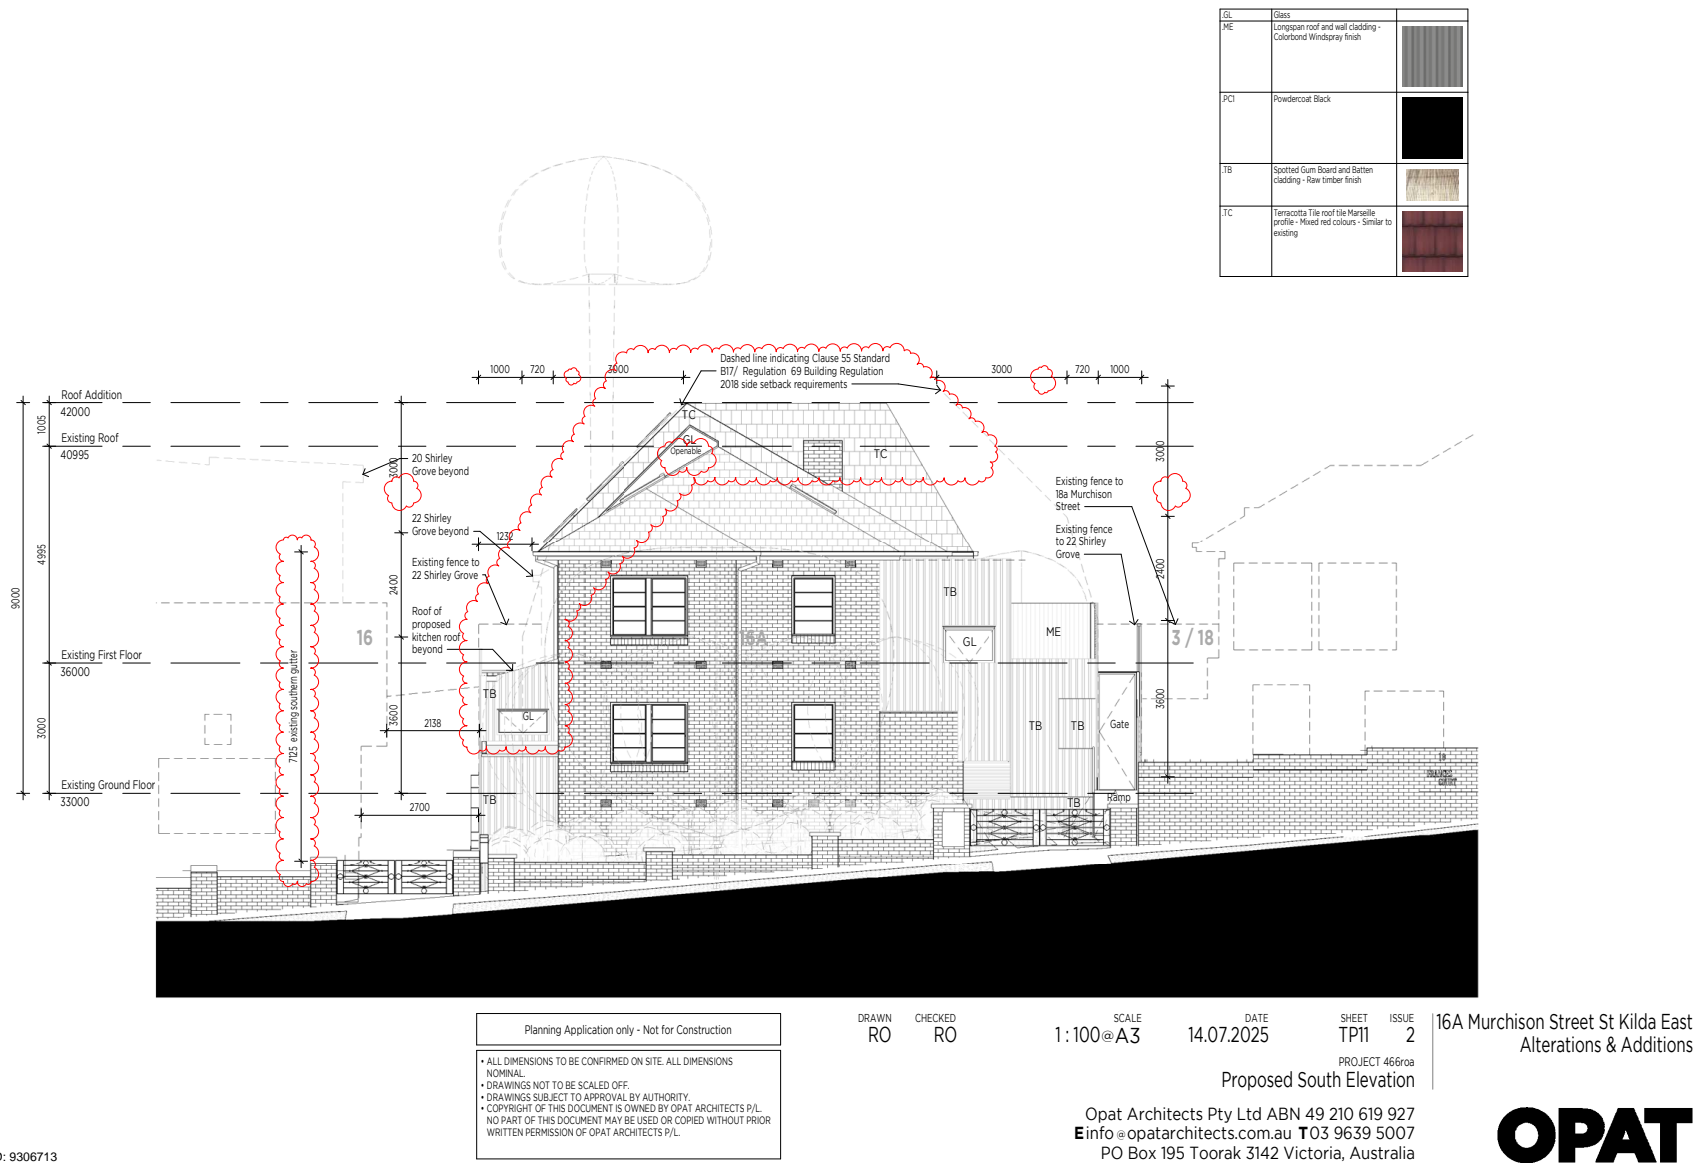 .GL Glass
.ME Longspan roof and wall cladding -
Colorbond Windspray finish
.PC1 Powdercoat Black
.TB Spotted Gum Board and Batten
cladding - Raw timber finish
.TC Terracotta Tile roof tile Marseille
profile - Mixed red colours - Similar to
existing
Dashed line indicating Clause 55 Standard
B17/ Regulation 69 Building Regulation
2018 side setback requirements
1000 720 3000
3000 720 1000
Roof Addition
42000
1005
Existing Roof
40995
4995
9000
Existing First Floor
36000
3000
Existing Ground Floor
33000
7125 existing southern gutter
3000
2400
3600
20 Shirley
Grove beyond
22 Shirley
Grove beyond
1232
Existing fence to
22 Shirley Grove
Roof of
proposed
kitchen roof
beyond
16
2138
2700
TC
GL
Openable
TC
16A
TB
GL
TB
TB
GL
ME
TB
TB
TB
Gate
Ramp
Existing fence to
18a Murchison
Street
Existing fence
to 22 Shirley
Grove
3000
2400
3600
3 / 18
18
Planning Application only - Not for Construction
• ALL DIMENSIONS TO BE CONFIRMED ON SITE. ALL DIMENSIONS
NOMINAL.
• DRAWINGS NOT TO BE SCALED OFF.
• DRAWINGS SUBJECT TO APPROVAL BY AUTHORITY.
• COPYRIGHT OF THIS DOCUMENT IS OWNED BY OPAT ARCHITECTS P/L.
NO PART OF THIS DOCUMENT MAY BE USED OR COPIED WITHOUT PRIOR
WRITTEN PERMISSION OF OPAT ARCHITECTS P/L.
DRAWN CHECKED SCALE DATE SHEET ISSUE
RO RO 1 : 100@A3 14.07.2025 TP11 2
PROJECT 466roa
Proposed South Elevation
16A Murchison Street St Kilda East
Alterations & Additions
Opat Architects Pty Ltd ABN 49 210 619 927
E info@opatarchitects.com.au T 03 9639 5007
PO Box 195 Toorak 3142 Victoria, Australia
OPAT
: 9306713